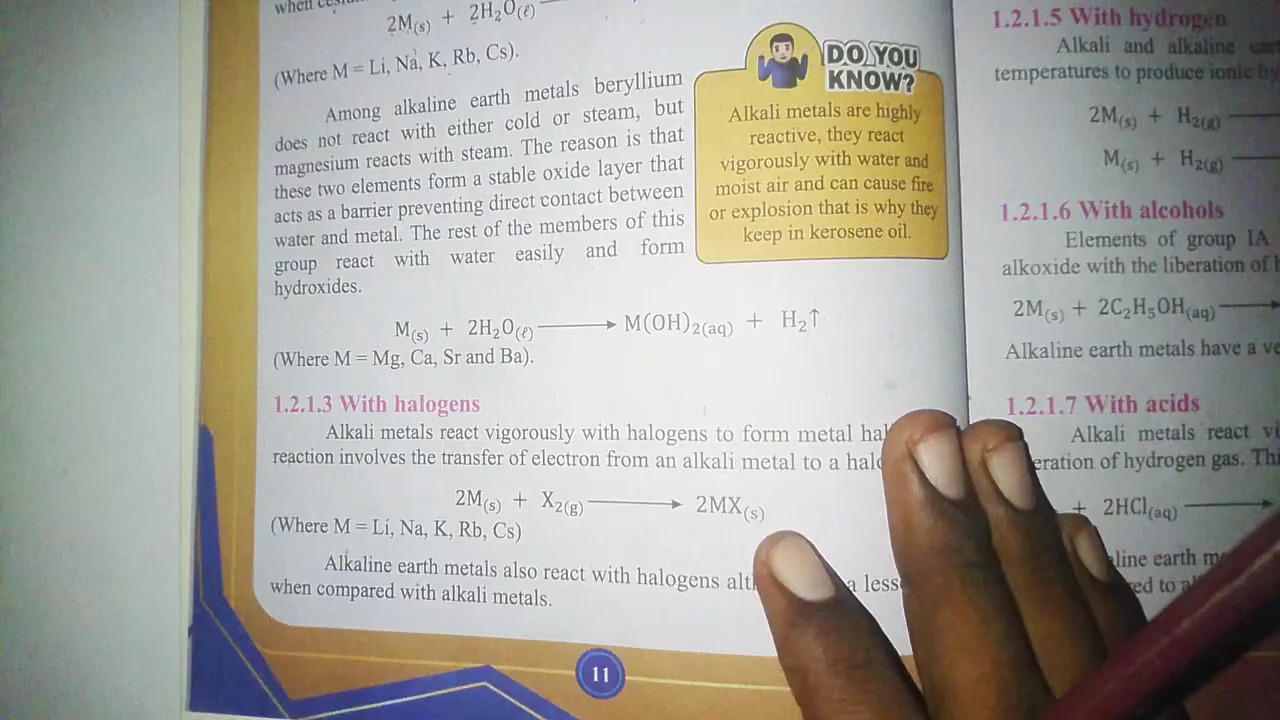 when
2M(s) + 2H₂O(ℓ)
(Where M = Li, Na, K, Rb, Cs).
Among alkaline earth metals beryllium
does not react with either cold or steam, but
magnesium reacts with steam. The reason is that
these two elements form a stable oxide layer that
acts as a barrier preventing direct contact between
water and metal. The rest of the members of this
group react with water easily and form
hydroxides.
M(s) + 2H₂O(ℓ) ⟶ M(OH)₂(aq) + H₂↑
(Where M = Mg, Ca, Sr and Ba).
1.2.1.3 With halogens
Alkali metals react vigorously with halogens to form metal
reaction involves the transfer of electron from an alkali metal to a
2M(s) + X₂(g) ⟶ 2MX(s)
(Where M = Li, Na, K, Rb, Cs)
Alkaline earth metals also react with halogens a
when compared with alkali metals.
11
DO YOU
KNOW?
Alkali metals are highly
reactive, they react
vigorously with water and
moist air and can cause fire
or explosion that is why they
keep in kerosene oil.
1.2.1.5 With hydrogen
Alkali and alkaline
temperatures to produce ionic
2M(s) + H₂(g)
M(s) + H₂(g)
1.2.1.6 With alcohols
Elements of group IA
alkoxide with the liberation of
2M(s) + 2C₂H₅OH(aq) ⟶
Alkaline earth metals have a
1.2.1.7 With acids
Alkali metals react
of hydrogen gas.
+ 2HCl(aq) ⟶
earth
to